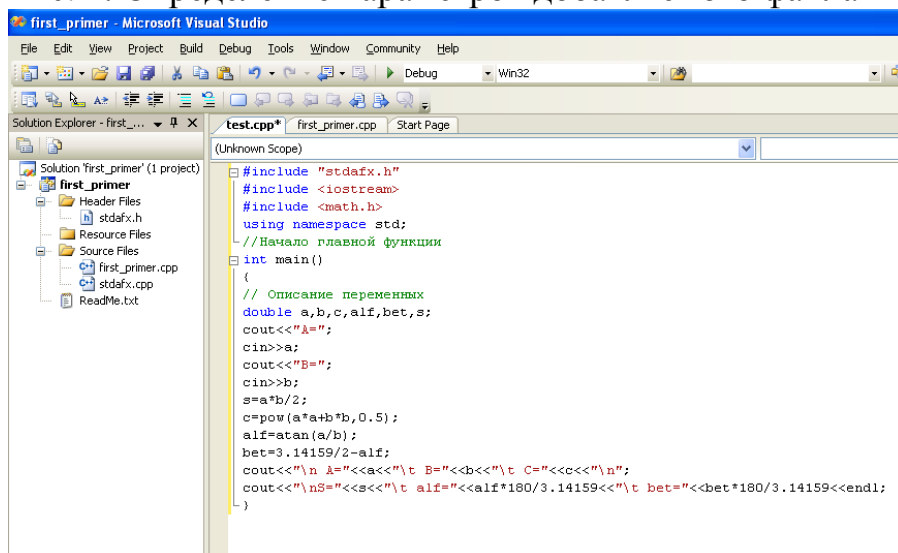 first_primer - Microsoft Visual Studio
File Edit View Project Build Debug Tools Window Community Help
Debug Win32
Solution Explorer - first_...
test.cpp* first_primer.cpp Start Page
(Unknown Scope)
Solution 'first_primer' (1 project)
first_primer
Header Files
stdafx.h
Resource Files
Source Files
first_primer.cpp
stdafx.cpp
ReadMe.txt
#include "stdafx.h"
#include <iostream>
#include <math.h>
using namespace std;
//Начало главной функции
int main()
{
// Описание переменных
double a,b,c,alf,bet,s;
cout<<"A=";
cin>>a;
cout<<"B=";
cin>>b;
s=a*b/2;
c=pow(a*a+b*b,0.5);
alf=atan(a/b);
bet=3.14159/2-alf;
cout<<"\n A="<<a<<"\t B="<<b<<"\t C="<<c<<"\n";
cout<<"\nS="<<s<<"\t alf="<<alf*180/3.14159<<"\t bet="<<bet*180/3.14159<<endl;
}